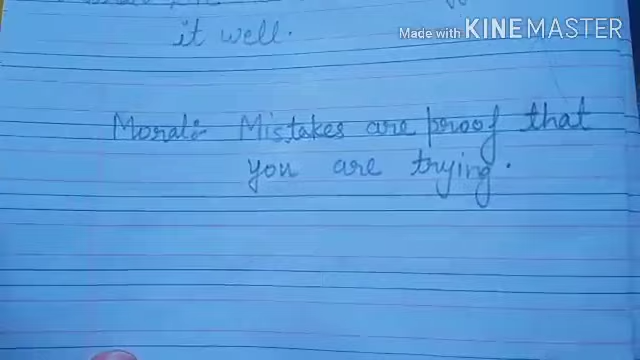 Made with KINEMASTER
it well.
Moral:- Mistakes are proof that
you are trying.